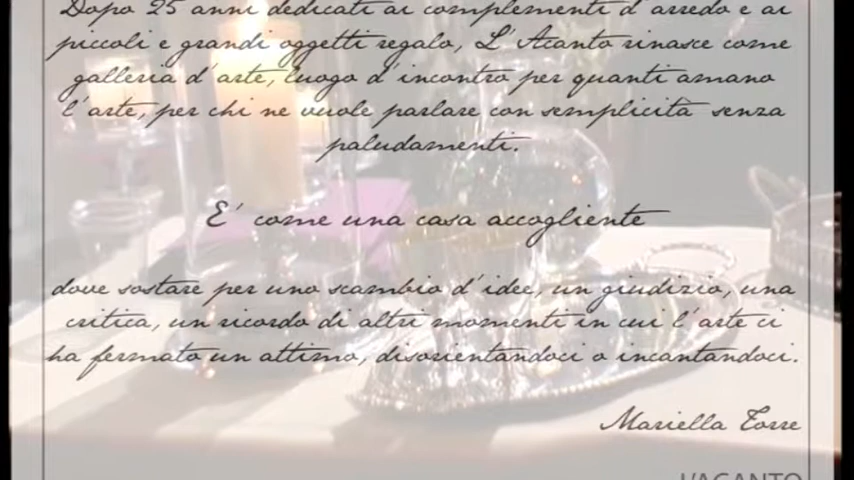 Dopo 25 anni dedicati ai complementi d'arredo e ai
piccoli e grandi oggetti regalo, L'Acanto rinasce come
galleria d'arte, luogo d'incontro per quanti amano
l'arte, per chi ne vuole parlare con semplicità senza
paludamenti.
E' come una casa accogliente
dove sostare per uno scambio d'idee, un giudizio, una
critica, un ricordo di altri momenti in cui l'arte ci
ha fermato un attimo, disorientandoci o incantandoci.
Mariella Torre
L'ACANTO